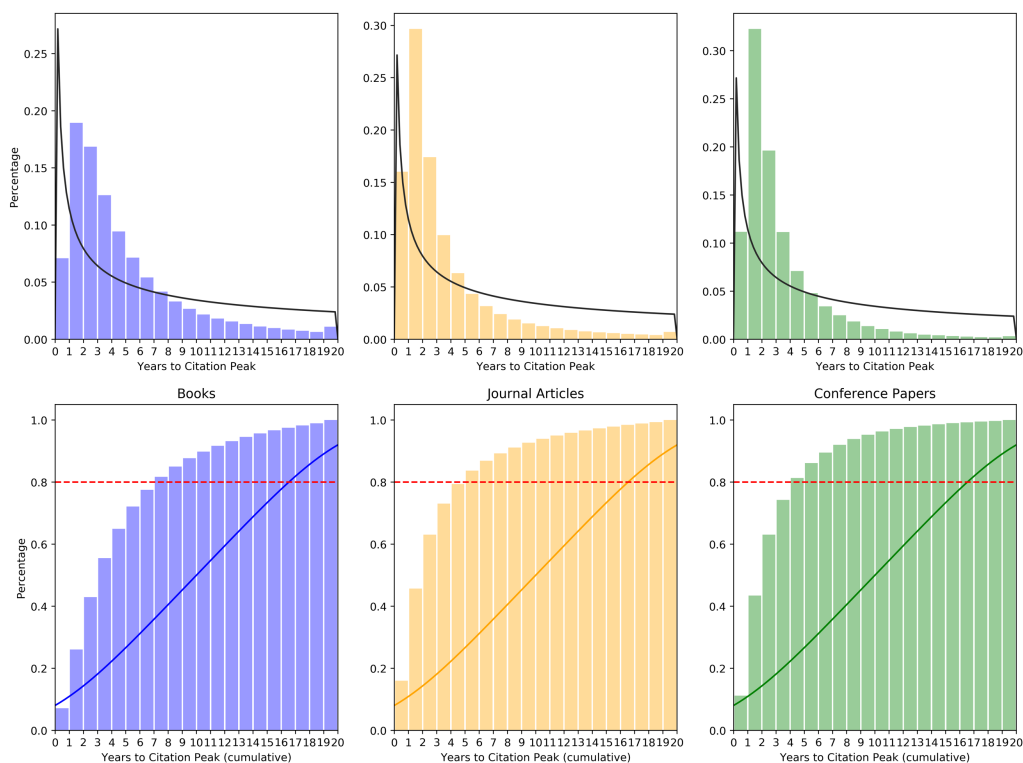 0.25
0.20
0.15
0.10
0.05
0.00
Percentage
0 1 2 3 4 5 6 7 8 9 10 11 12 13 14 15 16 17 18 19 20
Years to Citation Peak
0.30
0.25
0.20
0.15
0.10
0.05
0.00
0 1 2 3 4 5 6 7 8 9 10 11 12 13 14 15 16 17 18 19 20
Years to Citation Peak
0.30
0.25
0.20
0.15
0.10
0.05
0.00
0 1 2 3 4 5 6 7 8 9 10 11 12 13 14 15 16 17 18 19 20
Years to Citation Peak
Books
1.0
0.8
0.6
0.4
0.2
0.0
Percentage
0 1 2 3 4 5 6 7 8 9 10 11 12 13 14 15 16 17 18 19 20
Years to Citation Peak (cumulative)
Journal Articles
1.0
0.8
0.6
0.4
0.2
0.0
0 1 2 3 4 5 6 7 8 9 10 11 12 13 14 15 16 17 18 19 20
Years to Citation Peak (cumulative)
Conference Papers
1.0
0.8
0.6
0.4
0.2
0.0
0 1 2 3 4 5 6 7 8 9 10 11 12 13 14 15 16 17 18 19 20
Years to Citation Peak (cumulative)